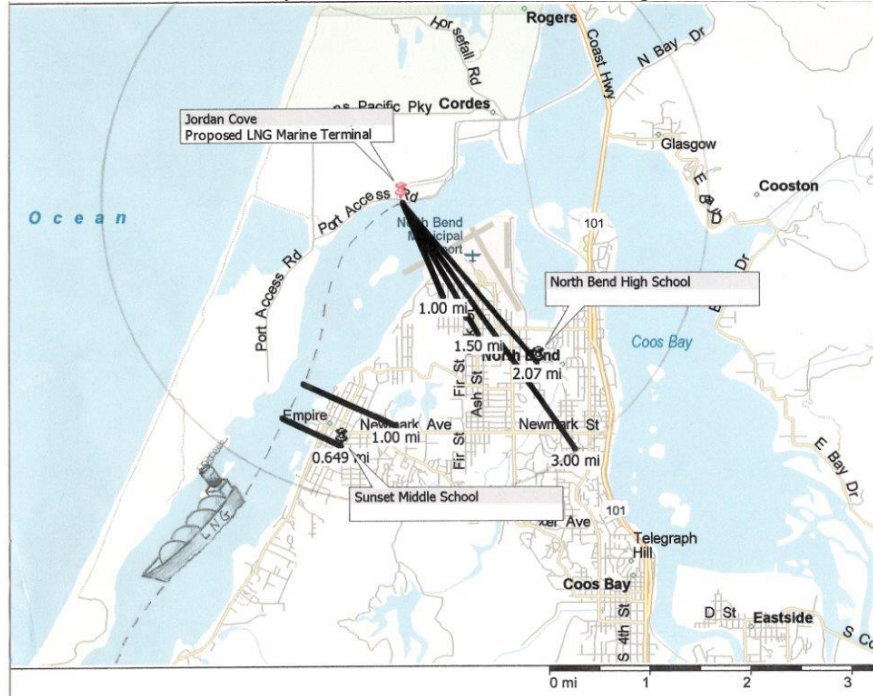 Rogers
Horsefall Rd
Coast Hwy
N Bay Dr
Pacific Pky
Cordes
Jordan Cove
Proposed LNG Marine Terminal
Glasgow
E Bay D
Cooston
Ocean
Port Access Rd
North Bend
Municipal
101
Port Access Rd
North Bend High School
1.00 mi
1.50 mi
North Bend
2.07 mi
Coos Bay
Fir St
Ash St
Empire
Newmark Ave
Newmark St
1.00 mi
0.649 mi
Fir St
3.00 mi
E Bay Dr
Sunset Middle School
LNG
101
Ave
Telegraph
Hill
Coos Bay
S 4th St
D St
Eastside
0 mi
1
2
3